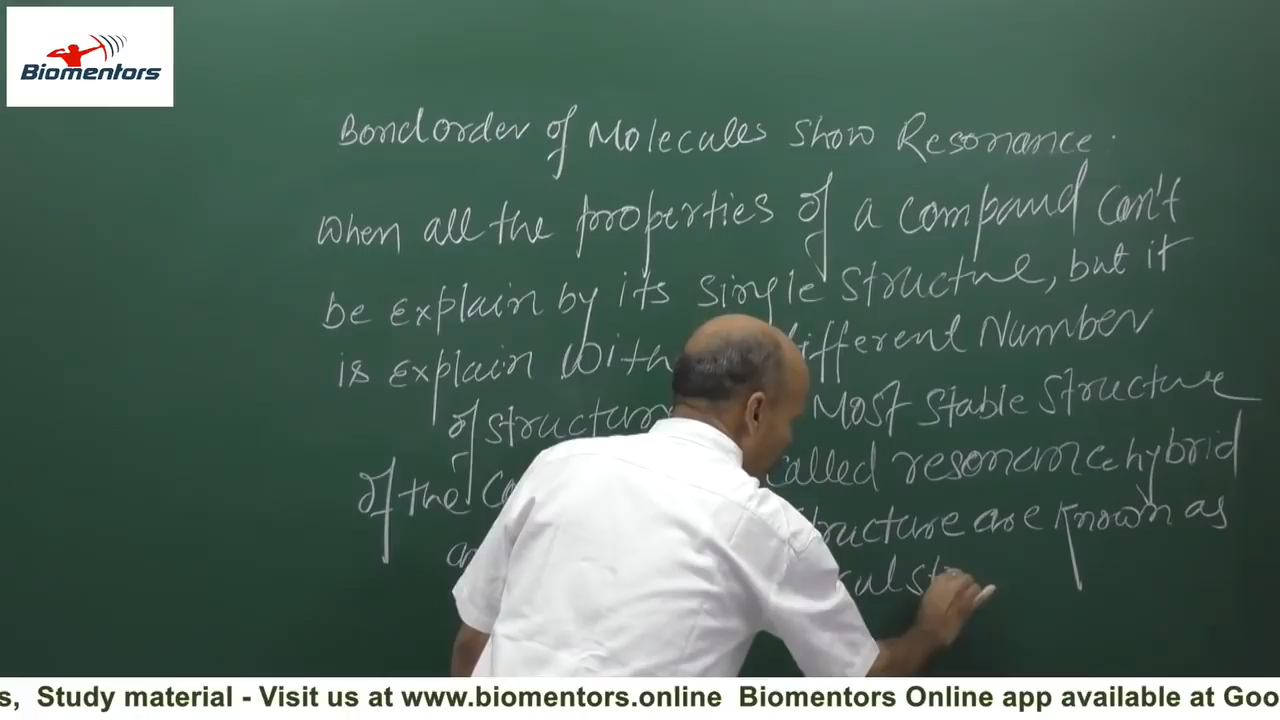 Biomentors
Bondorder of Molecules Show Resonance.
When all the properties of a compaund can't
be explain by its single structure, but it
is explain with different Number
of Most stable structure
of the called resonance hybrid
structure are known as
s, Study material - Visit us at www.biomentors.online Biomentors Online app available at Goo